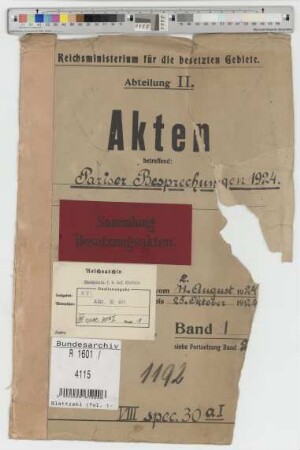 Reichsministerium für die besetzten Gebiete.
Abteilung II.
Akten
betreffend:
Pariser Besprechungen 1924.
Sammlung
Besatzungsakten
Reichsarchiv
vom 2. August 1924
bis 25. Oktober 1924
Band 1
siehe Fortsetzung Band 2
Bundesarchiv
R 1601 /
4115
1192
VIII spec. 30 a I